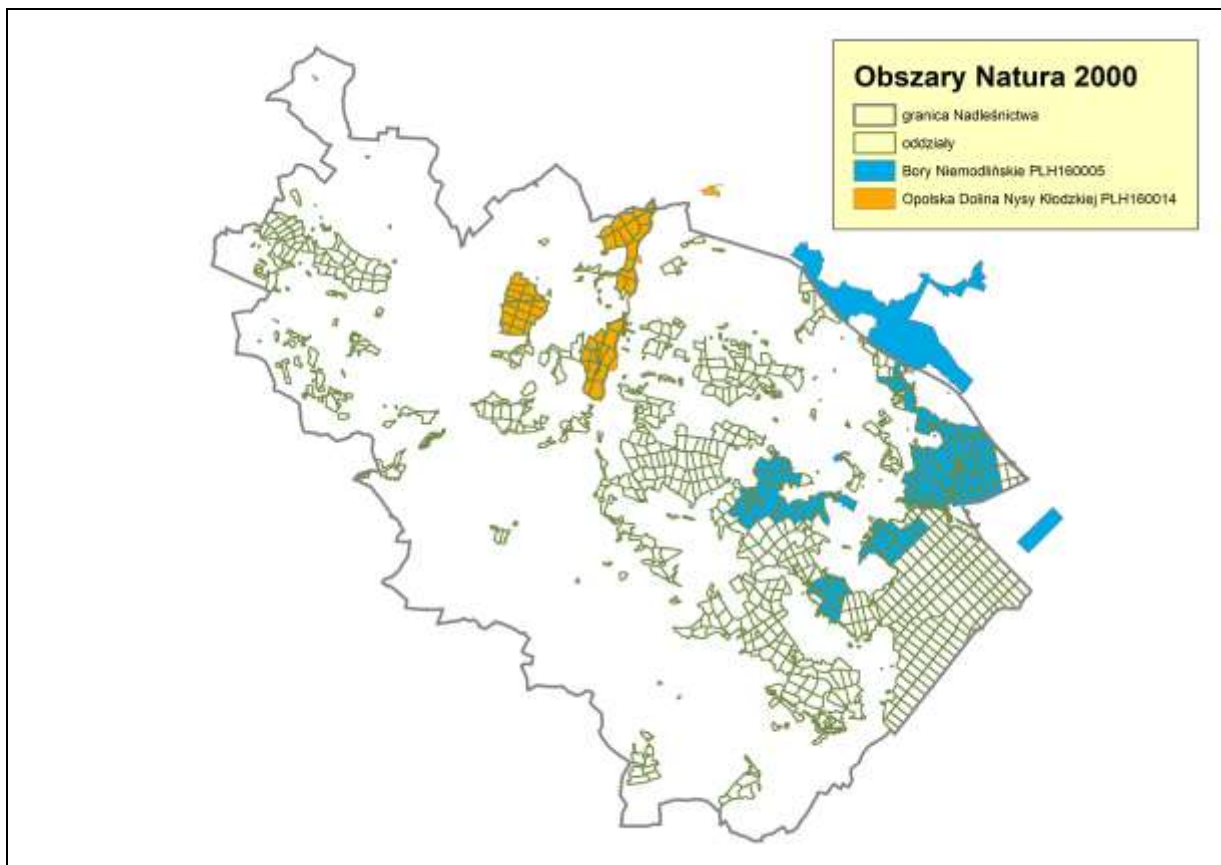 Obszary Natura 2000
granica Nadleśnictwa
oddziały
Bory Niemodlińskie PLH160005
Opolska Dolina Nysy Kłodzkiej PLH160014